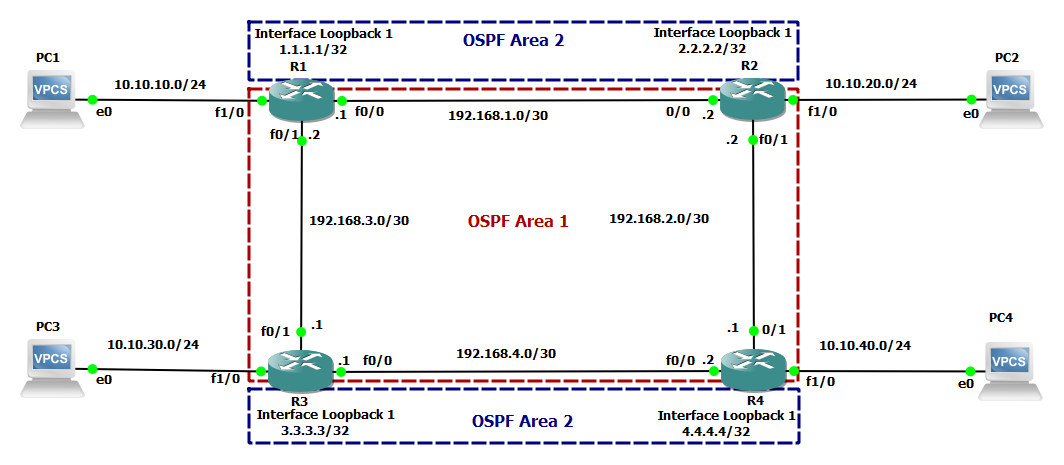 Interface Loopback 1
1.1.1.1/32
OSPF Area 2
Interface Loopback 1
2.2.2.2/32
PC1
VPCS
e0
10.10.10.0/24
f1/0
R1
.1
f0/0
192.168.1.0/30
0/0
.2
R2
f1/0
10.10.20.0/24
PC2
VPCS
e0
f0/1
.2
.2
f0/1
192.168.3.0/30
OSPF Area 1
192.168.2.0/30
PC3
VPCS
e0
10.10.30.0/24
f1/0
f0/1
.1
R3
.1
f0/0
192.168.4.0/30
f0/0
.2
.1
0/1
R4
f1/0
10.10.40.0/24
PC4
VPCS
e0
Interface Loopback 1
3.3.3.3/32
OSPF Area 2
Interface Loopback 1
4.4.4.4/32